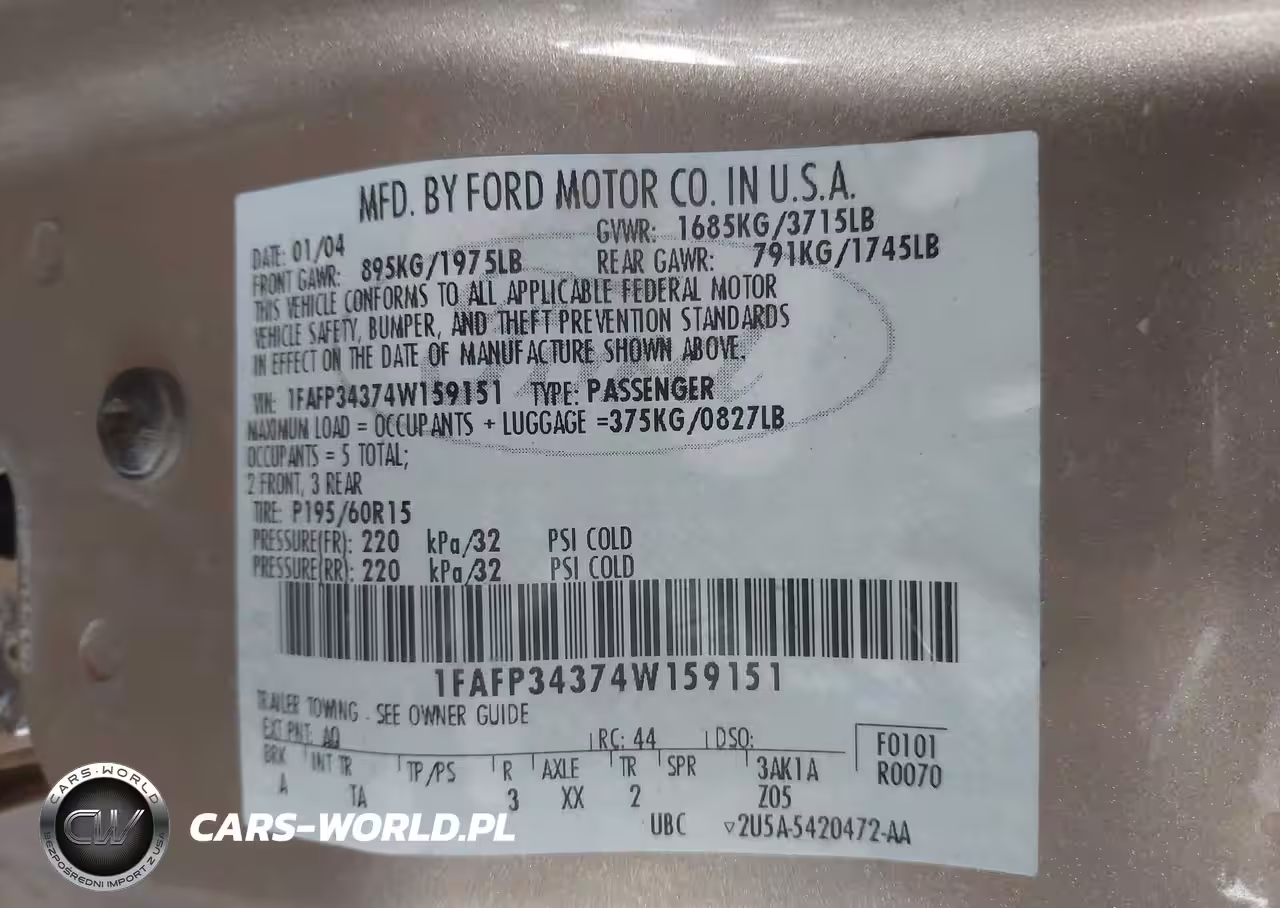 MFD. BY FORD MOTOR CO. IN U.S.A.
DATE: 01/04 GVWR: 1685KG/3715LB
FRONT GAWR: 895KG/1975LB REAR GAWR: 791KG/1745LB
THIS VEHICLE CONFORMS TO ALL APPLICABLE FEDERAL MOTOR
VEHICLE SAFETY, BUMPER, AND THEFT PREVENTION STANDARDS
IN EFFECT ON THE DATE OF MANUFACTURE SHOWN ABOVE.
VIN: 1FAFP34374W159151 TYPE: PASSENGER
MAXIMUM LOAD = OCCUPANTS + LUGGAGE =375KG/0827LB
OCCUPANTS = 5 TOTAL;
2 FRONT, 3 REAR
TIRE: P195/60R15
PRESSURE(FR): 220 kPa/32 PSI COLD
PRESSURE(RR): 220 kPa/32 PSI COLD
1FAFP34374W159151
TRAILER TOWING - SEE OWNER GUIDE
EXT PNT: AQ RC: 44 DSO: F0101
BRK INT TR TP/PS R AXLE TR SPR 3AK1A R0070
A TA 3 XX 2 Z05
UBC ▽2U5A-5420472-AA
CARS-WORLD
CW
BEZPOŚREDNI IMPORT Z USA
CARS-WORLD.PL